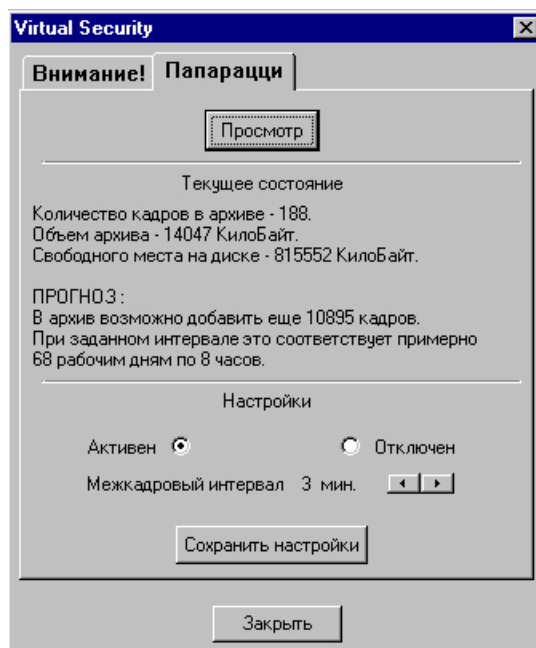 Virtual Security
Внимание! Папарацци
Просмотр
Текущее состояние
Количество кадров в архиве - 188.
Объем архива - 14047 КилоБайт.
Свободного места на диске - 815552 КилоБайт.
ПРОГНОЗ :
В архив возможно добавить еще 10895 кадров.
При заданном интервале это соответствует примерно
68 рабочим дням по 8 часов.
Настройки
Активен Отключен
Межкадровый интервал 3 мин.
Сохранить настройки
Закрыть